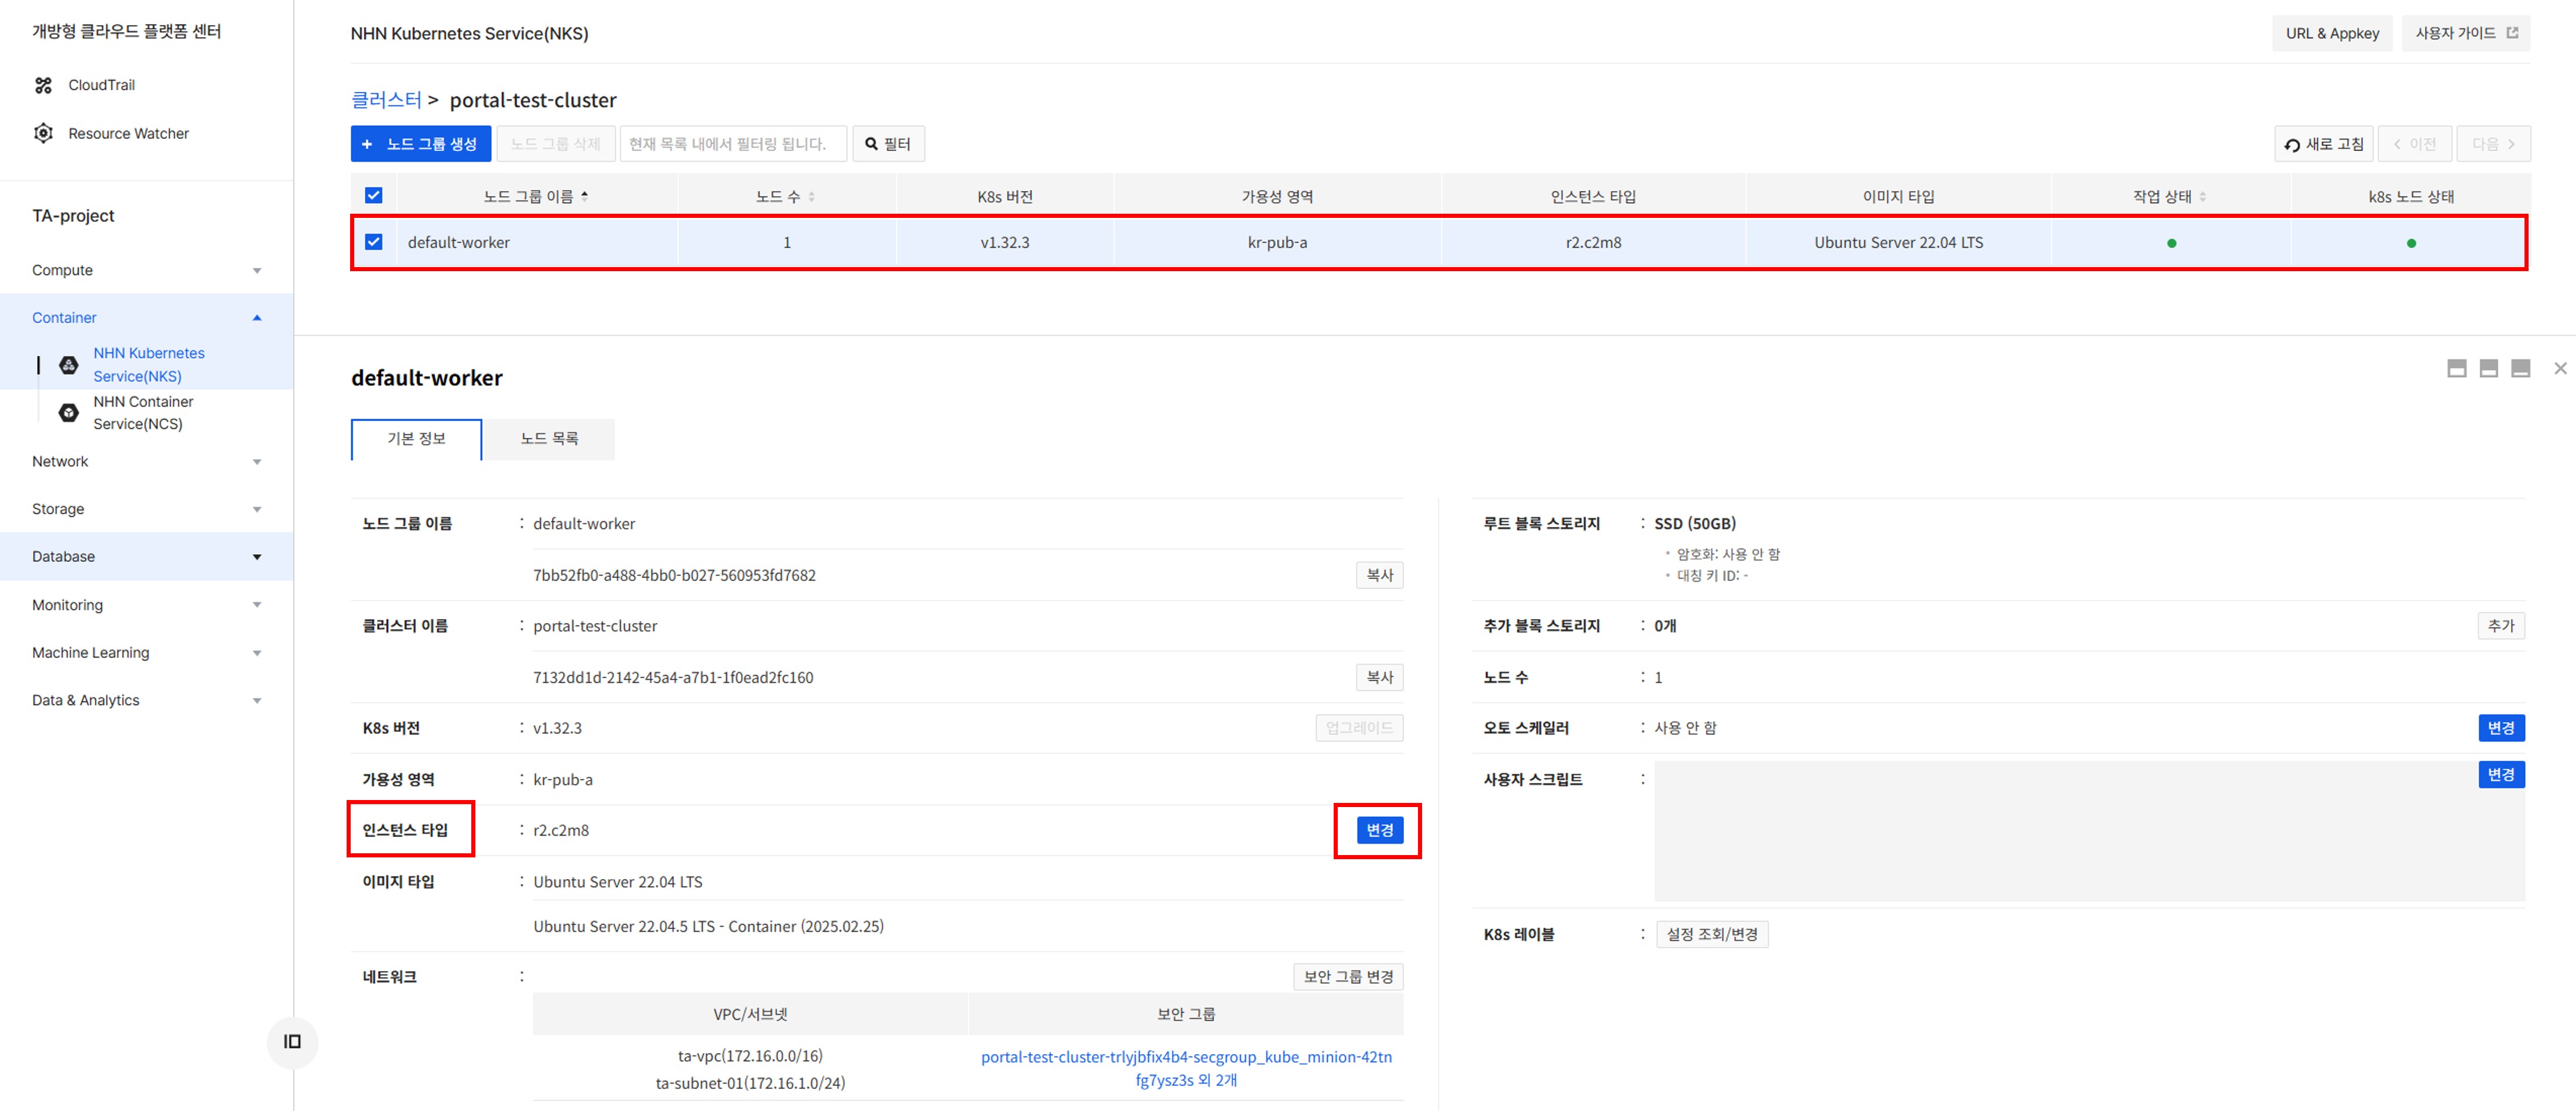 개방형 클라우드 플랫폼 센터
CloudTrail
Resource Watcher
TA-project
Compute
Container
NHN Kubernetes
Service(NKS)
NHN Container
Service(NCS)
Network
Storage
Database
Monitoring
Machine Learning
Data & Analytics
NHN Kubernetes Service(NKS)
URL & Appkey
사용자 가이드
클러스터 > portal-test-cluster
+ 노드 그룹 생성
노드 그룹 삭제
현재 목록 내에서 필터링 됩니다.
필터
새로 고침
< 이전
다음 >
노드 그룹 이름 노드 수 K8s 버전 가용성 영역 인스턴스 타입 이미지 타입 작업 상태 k8s 노드 상태
default-worker 1 v1.32.3 kr-pub-a r2.c2m8 Ubuntu Server 22.04 LTS
default-worker
기본 정보
노드 목록
노드 그룹 이름 : default-worker
7bb52fb0-a488-4bb0-b027-560953fd7682 복사
클러스터 이름 : portal-test-cluster
7132dd1d-2142-45a4-a7b1-1f0ead2fc160 복사
K8s 버전 : v1.32.3 업그레이드
가용성 영역 : kr-pub-a
인스턴스 타입 : r2.c2m8 변경
이미지 타입 : Ubuntu Server 22.04 LTS
Ubuntu Server 22.04.5 LTS - Container (2025.02.25)
네트워크 : 보안 그룹 변경
VPC/서브넷 보안 그룹
ta-vpc(172.16.0.0/16)
ta-subnet-01(172.16.1.0/24)
portal-test-cluster-trlyjbfix4b4-secgroup_kube_minion-42tn
fg7ysz3s 외 2개
루트 블록 스토리지 : SSD (50GB)
• 암호화: 사용 안 함
• 대칭 키 ID: -
추가 블록 스토리지 : 0개 추가
노드 수 : 1
오토 스케일러 : 사용 안 함 변경
사용자 스크립트 : 변경
K8s 레이블 : 설정 조회/변경